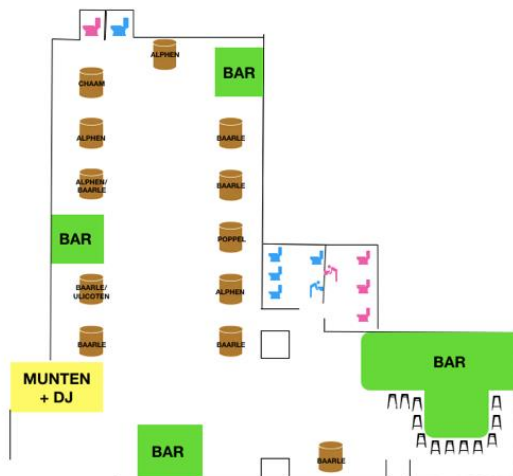 ALPHEN
BAR
CHAAM
ALPHEN
BAARLE
ALPHEN/
BAARLE
BAARLE
BAR
POPPEL
BAARLE/
ULICOTEN
ALPHEN
BAARLE
BAARLE
BAR
MUNTEN
+ DJ
BAR
BAARLE